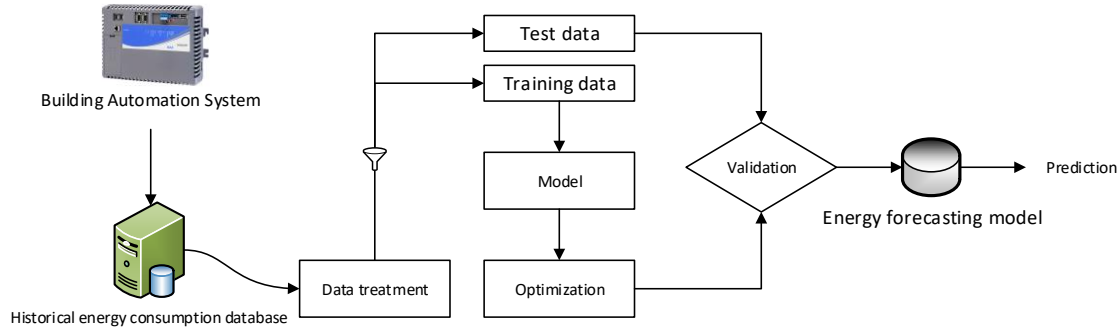 Building Automation System
Historical energy consumption database
Data treatment
Test data
Training data
Model
Optimization
Validation
Energy forecasting model
Prediction